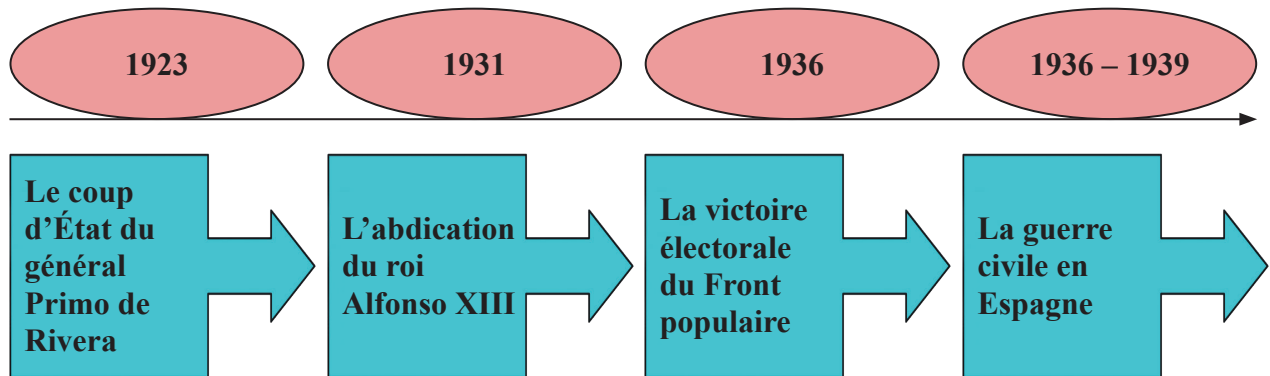 1923
1931
1936
1936 – 1939
Le coup
d’État du
général
Primo de
Rivera
L’abdication
du roi
Alfonso XIII
La victoire
électorale
du Front
populaire
La guerre
civile en
Espagne